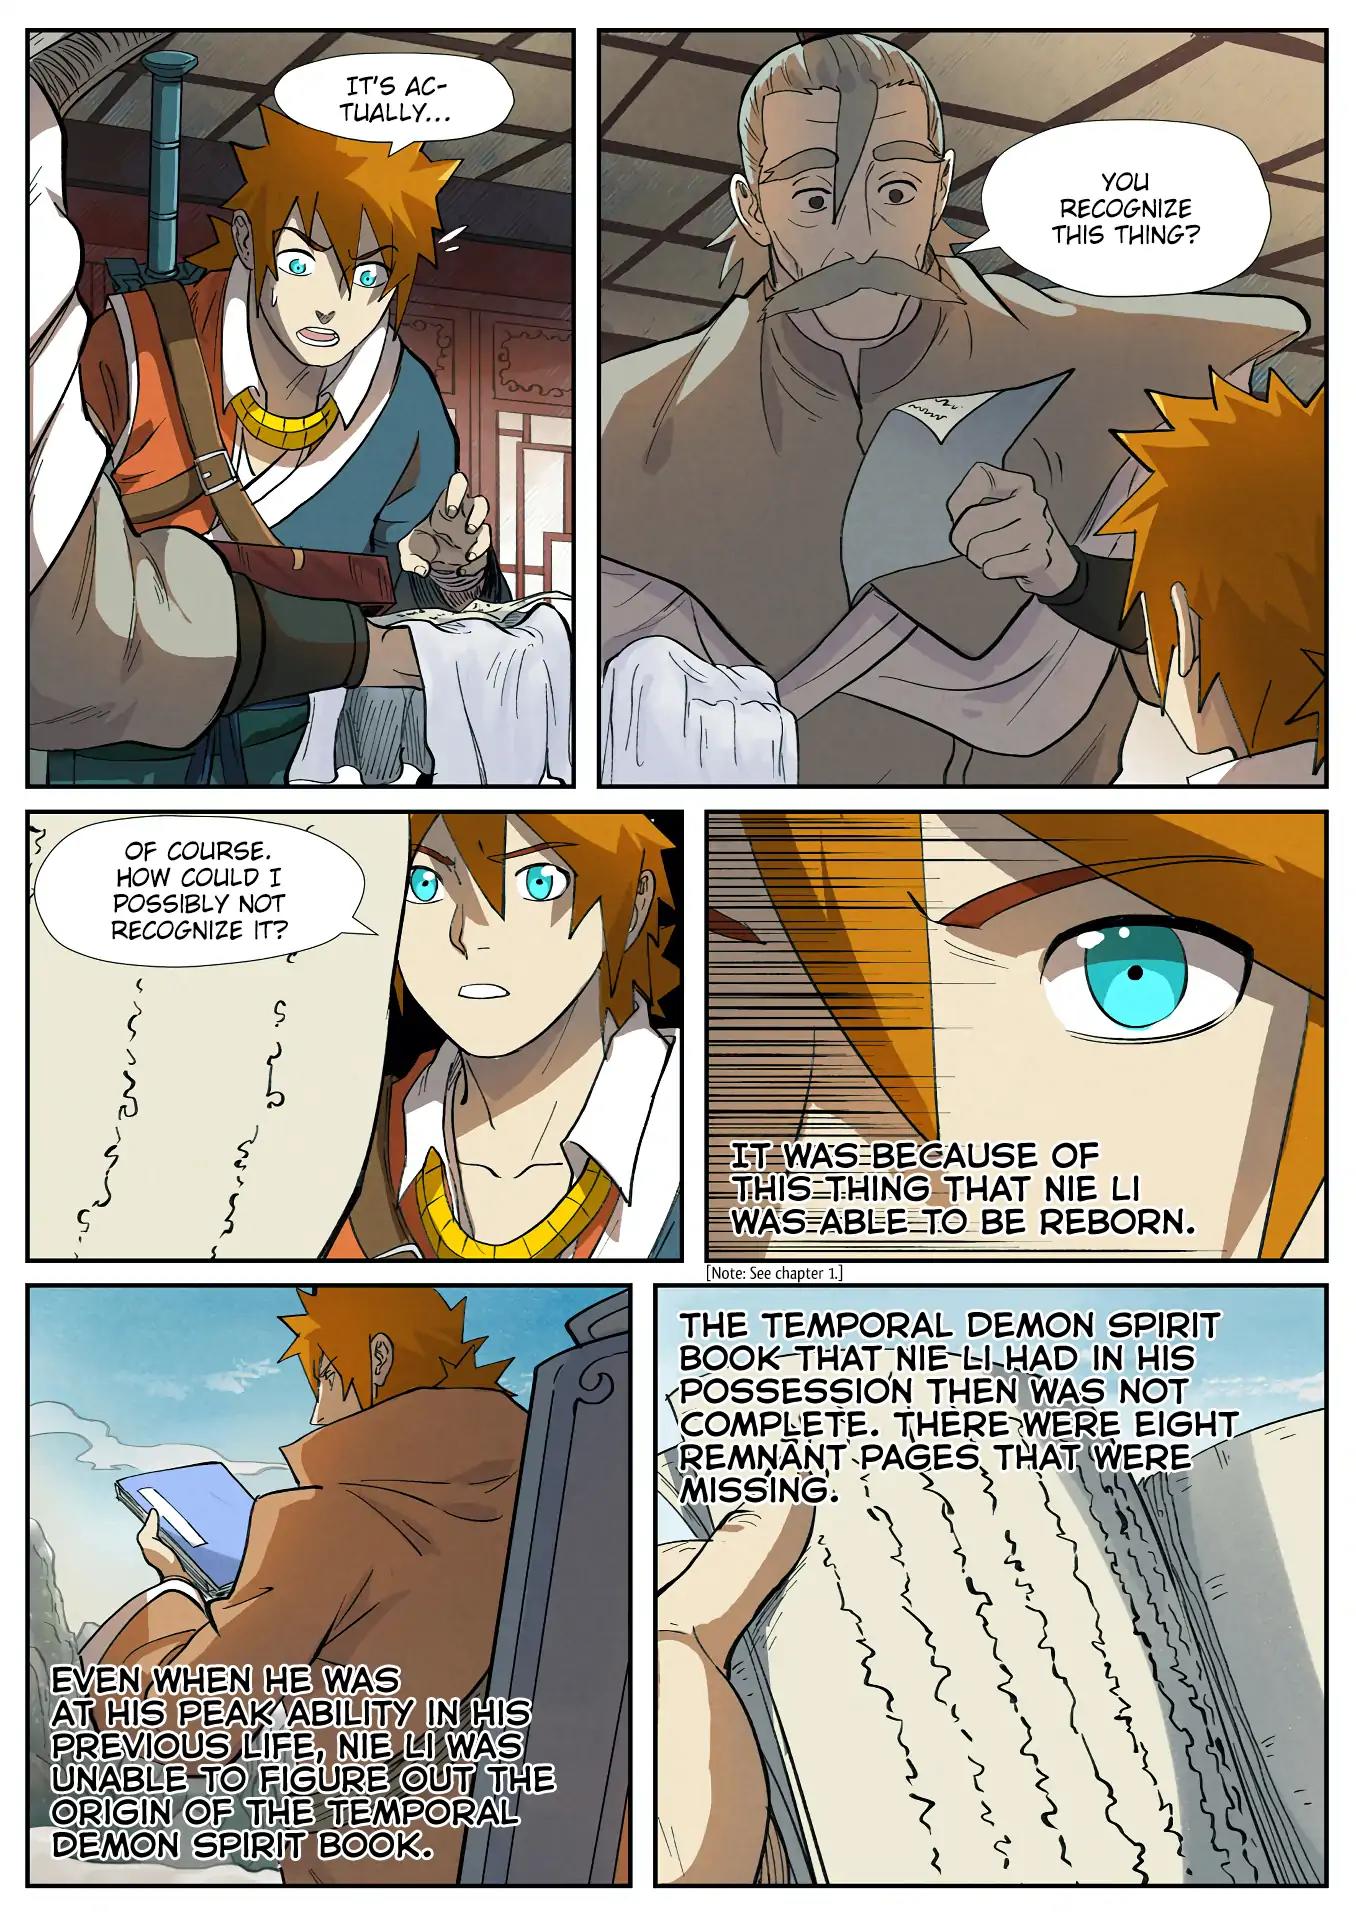 IT'S AC-
TUALLY...
YOU
RECOGNIZE
THIS THING?
OF COURSE.
HOW COULD I
POSSIBLY NOT
RECOGNIZE IT?
IT WAS BECAUSE OF
THIS THING THAT NIE LI
WAS ABLE TO BE REBORN.
[Note: See chapter 1.]
EVEN WHEN HE WAS
AT HIS PEAK ABILITY IN HIS
PREVIOUS LIFE, NIE LI WAS
UNABLE TO FIGURE OUT THE
ORIGIN OF THE TEMPORAL
DEMON SPIRIT BOOK.
THE TEMPORAL DEMON SPIRIT
BOOK THAT NIE LI HAD IN HIS
POSSESSION THEN WAS NOT
COMPLETE. THERE WERE EIGHT
REMNANT PAGES THAT WERE
MISSING.